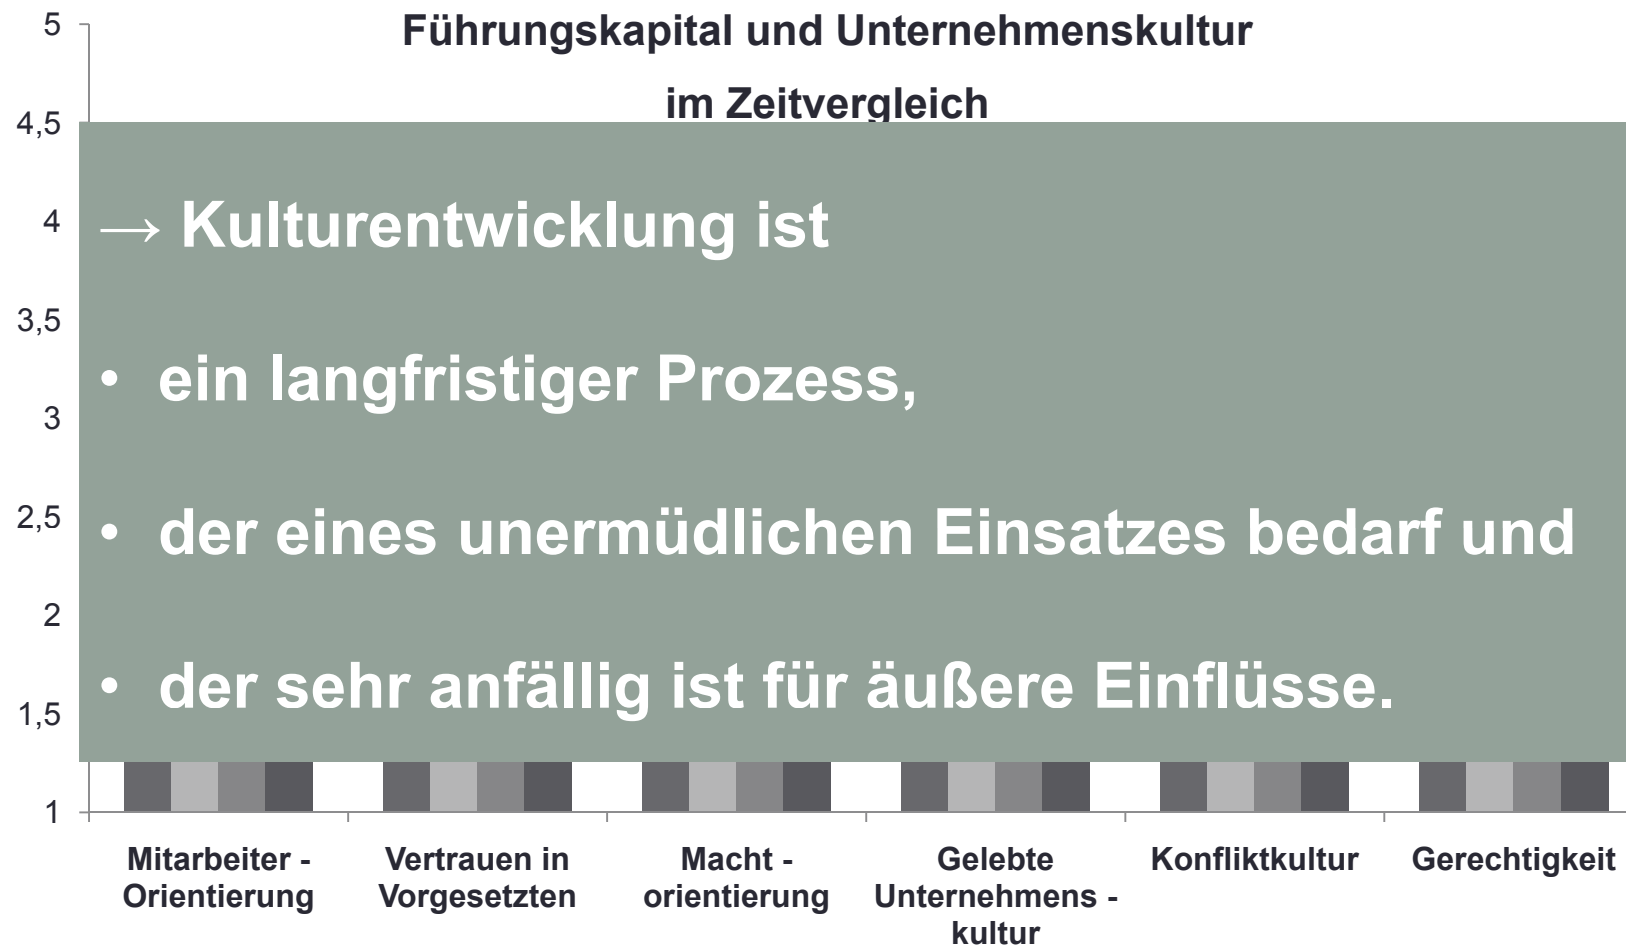 Führungskapital und Unternehmenskultur
im Zeitvergleich
5
4,5
4
3,5
3
2,5
2
1,5
1
→ Kulturentwicklung ist
• ein langfristiger Prozess,
• der eines unermüdlichen Einsatzes bedarf und
• der sehr anfällig ist für äußere Einflüsse.
Mitarbeiter -
Orientierung
Vertrauen in
Vorgesetzten
Macht -
orientierung
Gelebte
Unternehmens -
kultur
Konfliktkultur
Gerechtigkeit